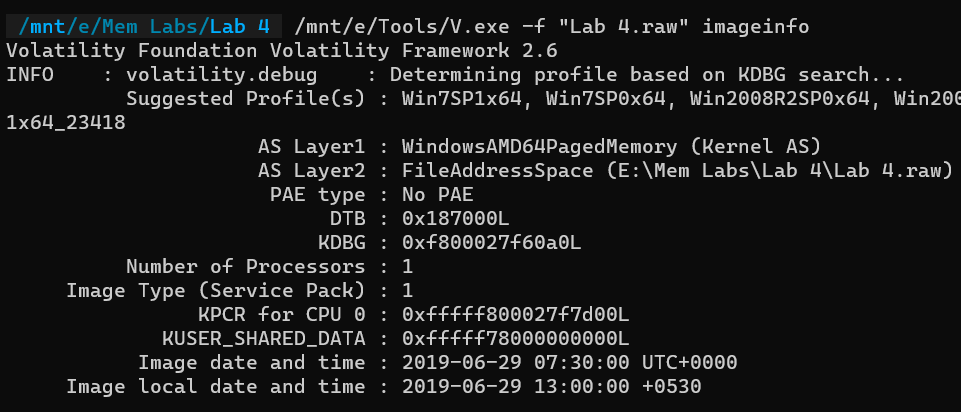 /mnt/e/Mem Labs/Lab 4  /mnt/e/Tools/V.exe -f "Lab 4.raw" imageinfo
Volatility Foundation Volatility Framework 2.6
INFO    : volatility.debug    : Determining profile based on KDBG search...
Suggested Profile(s) : Win7SP1x64, Win7SP0x64, Win2008R2SP0x64, Win200
1x64_23418
AS Layer1 : WindowsAMD64PagedMemory (Kernel AS)
AS Layer2 : FileAddressSpace (E:\Mem Labs\Lab 4\Lab 4.raw)
PAE type : No PAE
DTB : 0x187000L
KDBG : 0xf800027f60a0L
Number of Processors : 1
Image Type (Service Pack) : 1
KPCR for CPU 0 : 0xfffff800027f7d00L
KUSER_SHARED_DATA : 0xfffff78000000000L
Image date and time : 2019-06-29 07:30:00 UTC+0000
Image local date and time : 2019-06-29 13:00:00 +0530